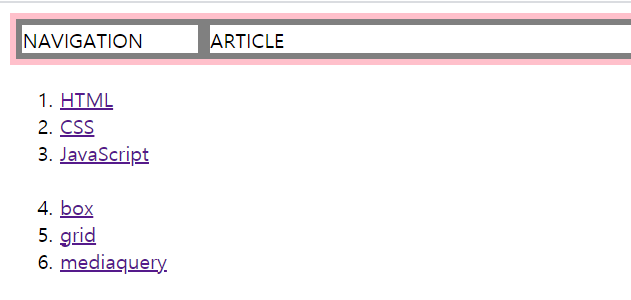 NAVIGATION ARTICLE
1. HTML
2. CSS
3. JavaScript
4. box
5. grid
6. mediaquery